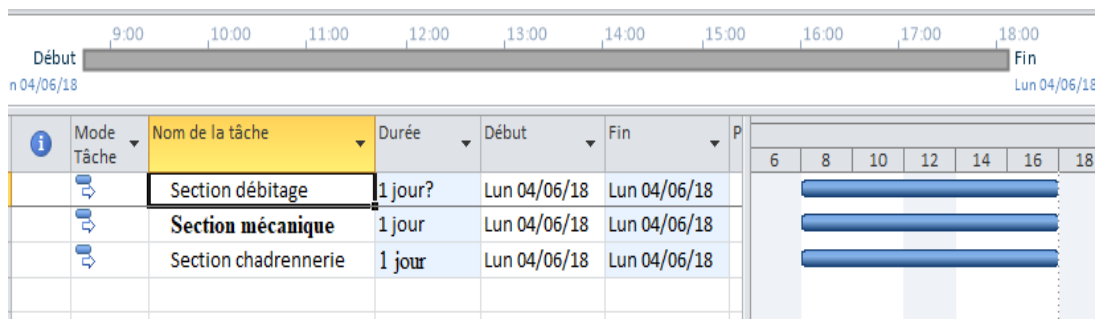 9:00 10:00 11:00 12:00 13:00 14:00 15:00 16:00 17:00 18:00
Début Fin
n 04/06/18 Lun 04/06/18
Mode Tâche Nom de la tâche Durée Début Fin P
6 8 10 12 14 16 18
Section débitage 1 jour? Lun 04/06/18 Lun 04/06/18
Section mécanique 1 jour Lun 04/06/18 Lun 04/06/18
Section chadrennerie 1 jour Lun 04/06/18 Lun 04/06/18